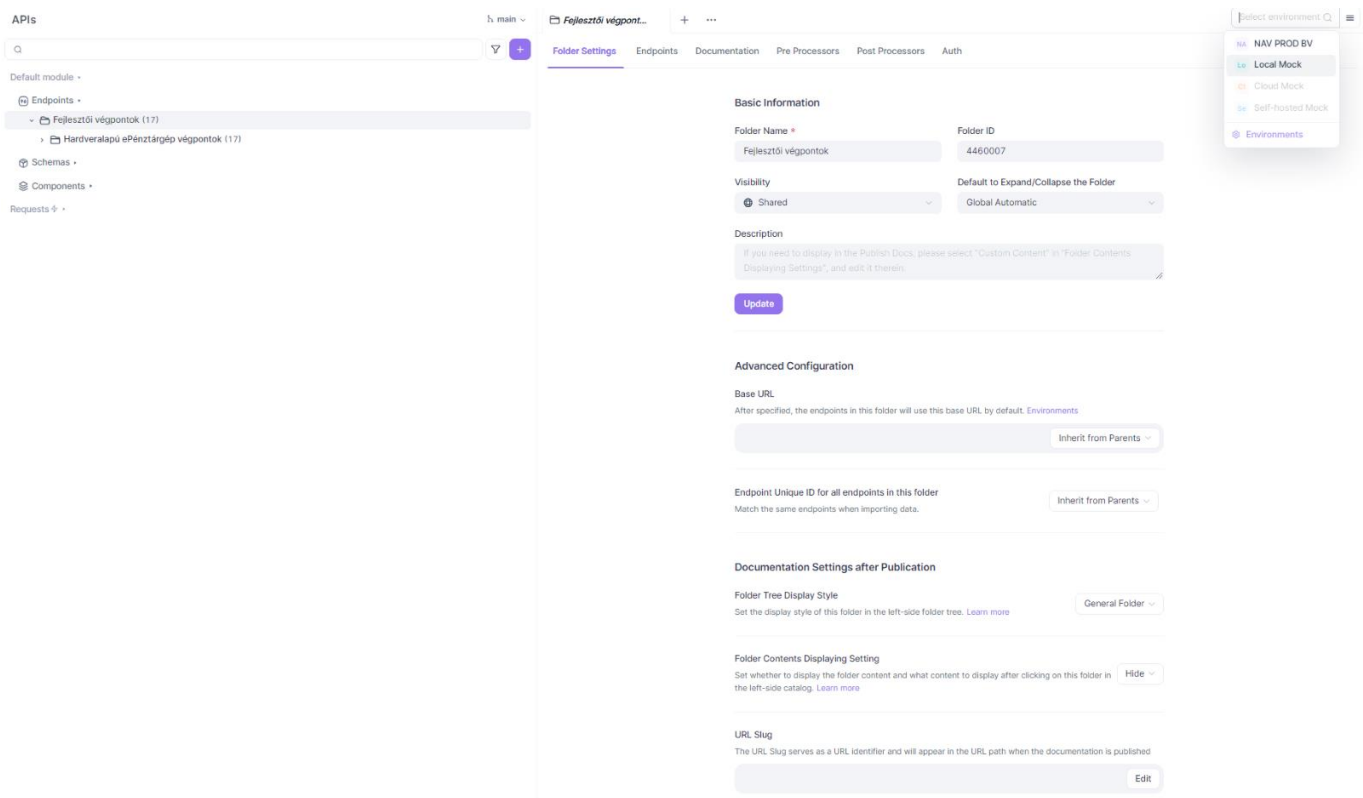 APIs
main
Default module
Endpoints
Fejlesztői végpontok (17)
Hardveralapú ePénztárgép végpontok (17)
Schemas
Components
Requests
Fejlesztői végpont...
+
...
Select environment
Folder Settings
Endpoints
Documentation
Pre Processors
Post Processors
Auth
NA NAV PROD BV
Lo Local Mock
Cl Cloud Mock
Se Self-hosted Mock
Environments
Basic Information
Folder Name *
Folder ID
Fejlesztői végpontok
4460007
Visibility
Default to Expand/Collapse the Folder
Shared
Global Automatic
Description
If you need to display in the Publish Docs, please select "Custom Content" in "Folder Contents
Displaying Settings", and edit it therein.
Update
Advanced Configuration
Base URL
After specified, the endpoints in this folder will use this base URL by default. Environments
Inherit from Parents
Endpoint Unique ID for all endpoints in this folder
Match the same endpoints when importing data.
Inherit from Parents
Documentation Settings after Publication
Folder Tree Display Style
Set the display style of this folder in the left-side folder tree. Learn more
General Folder
Folder Contents Displaying Setting
Set whether to display the folder content and what content to display after clicking on this folder in
the left-side catalog. Learn more
Hide
URL Slug
The URL Slug serves as a URL identifier and will appear in the URL path when the documentation is published
Edit